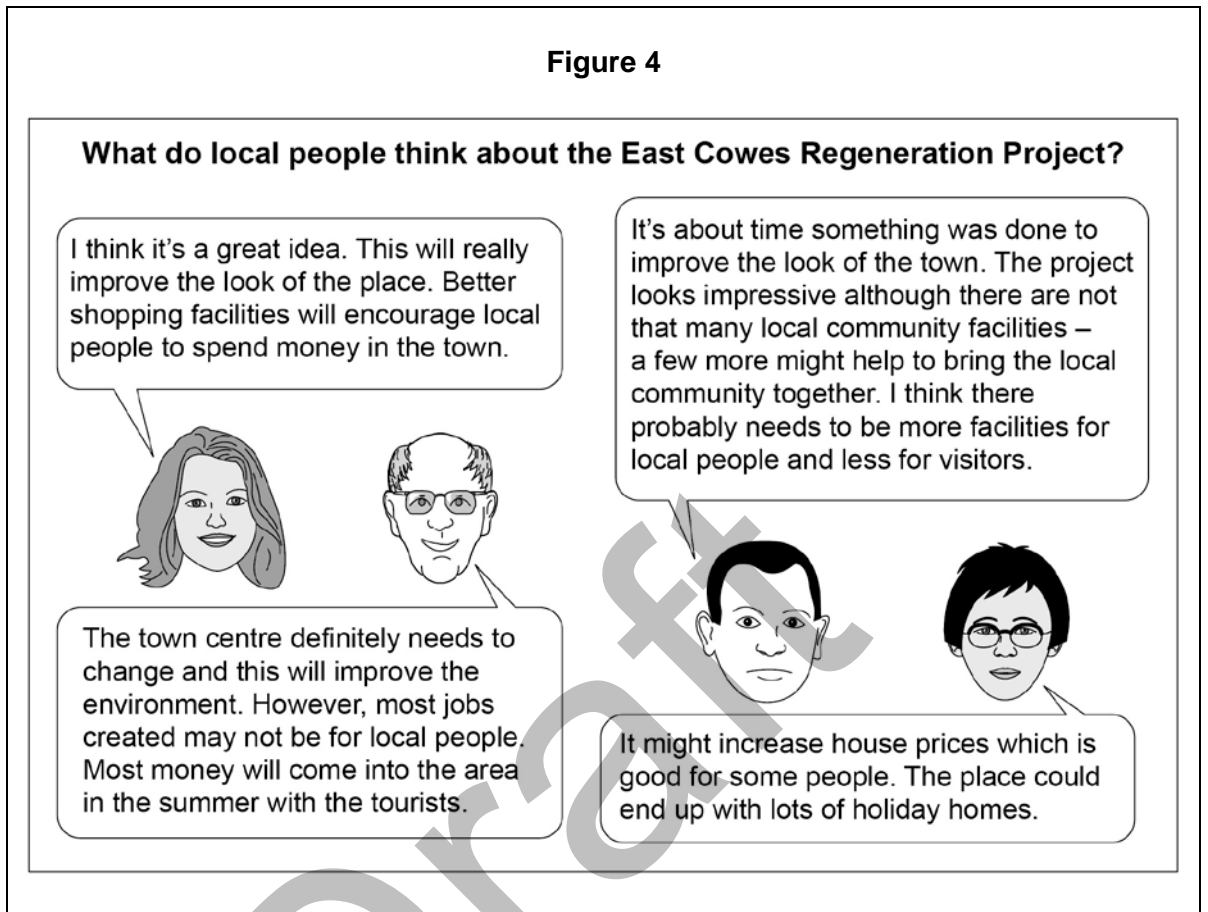 Figure 4
What do local people think about the East Cowes Regeneration Project?
I think it's a great idea. This will really
improve the look of the place. Better
shopping facilities will encourage local
people to spend money in the town.
The town centre definitely needs to
change and this will improve the
environment. However, most jobs
created may not be for local people.
Most money will come into the area
in the summer with the tourists.
It's about time something was done to
improve the look of the town. The project
looks impressive although there are not
that many local community facilities –
a few more might help to bring the local
community together. I think there
probably needs to be more facilities for
local people and less for visitors.
It might increase house prices which is
good for some people. The place could
end up with lots of holiday homes.
Draft